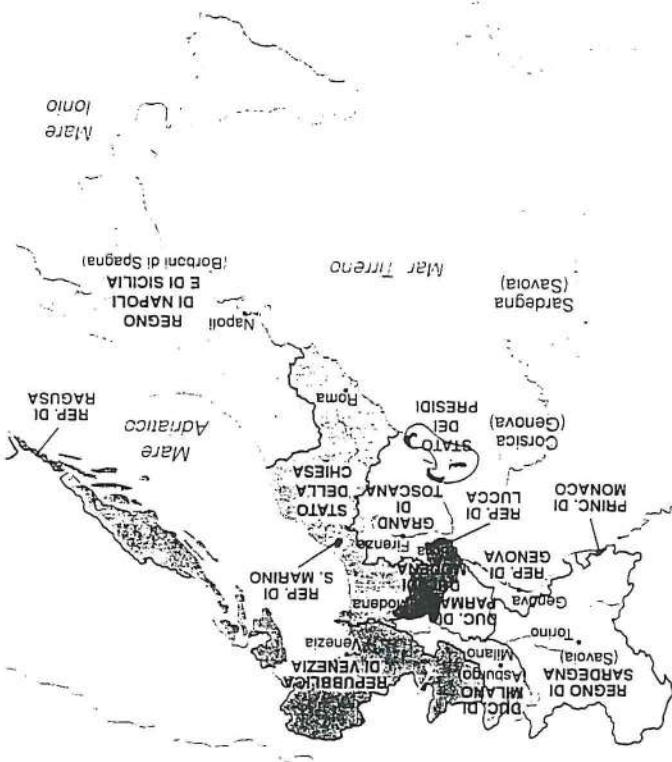 REGNO DI
SARDEGNA
(Savoia)
Torino
DUC. DI
MILANO
Asburgo
Milano
REPUBBLICA
DI VENEZIA
Venezia
DUC. DI
PARMA
DUC. DI
MODENA
Modena
Genova
REP. DI
GENOVA
PRINC. DI
MONACO
REP. DI
LUCCA
Firenze
GRAND.
DI
TOSCANA
REP. DI
S. MARINO
STATO
DELLA
CHIESA
STATO
DEI
PRESIDI
Roma
Corsica
(Genova)
Sardegna
(Savoia)
Mare
Adriatico
REP. DI
RAGUSA
Napoli
REGNO
DI NAPOLI
E DI SICILIA
(Borboni di Spagna)
Mar Tirreno
Mare
Ionio